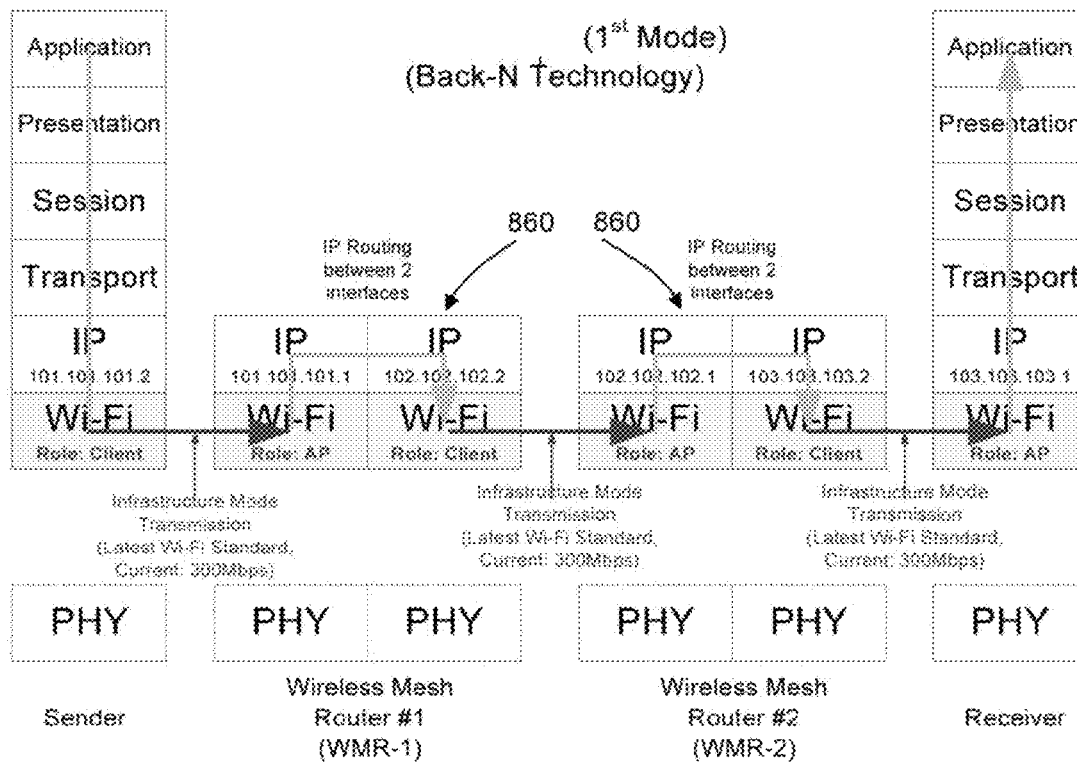 (1st Mode)
(Back-N Technology)
Application
Presentation
Session
Transport
IP
101.101.101.2
Wi-Fi
Role: Client
860
860
IP Routing
between 2
interfaces
IP Routing
between 2
interfaces
IP
101.101.101.1
Wi-Fi
Role: AP
IP
102.102.102.2
Wi-Fi
Role: Client
IP
102.102.102.1
Wi-Fi
Role: AP
IP
103.103.103.2
Wi-Fi
Role: Client
Application
Presentation
Session
Transport
IP
103.103.103.1
Wi-Fi
Role: AP
Infrastructure Mode
Transmission
(Latest Wi-Fi Standard,
Current: 300Mbps)
Infrastructure Mode
Transmission
(Latest Wi-Fi Standard,
Current: 300Mbps)
Infrastructure Mode
Transmission
(Latest Wi-Fi Standard,
Current: 300Mbps)
PHY
PHY
PHY
PHY
PHY
PHY
Sender
Wireless Mesh
Router #1
(WMR-1)
Wireless Mesh
Router #2
(WMR-2)
Receiver